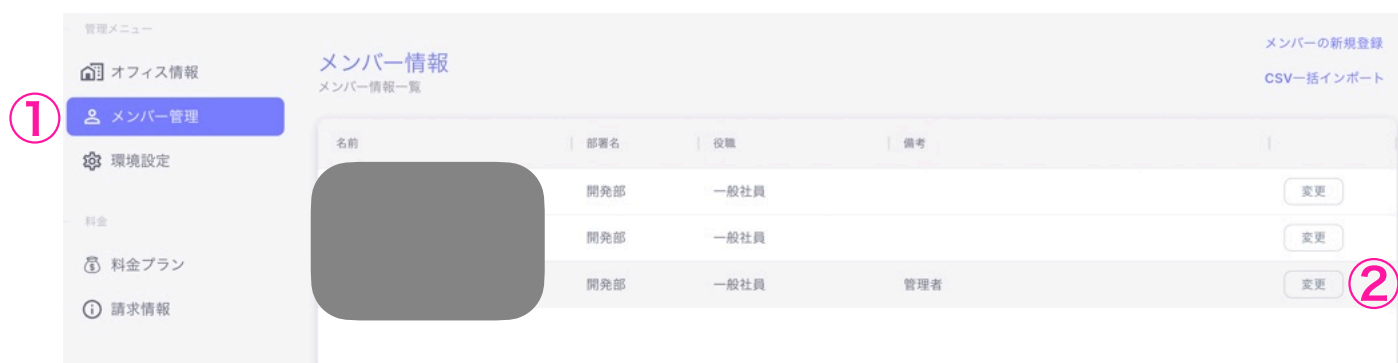 管理メニュー
オフィス情報
① メンバー管理
環境設定
料金
料金プラン
請求情報
メンバー情報
メンバー情報一覧
メンバーの新規登録
CSV一括インポート
名前 部署名 役職 備考
開発部 一般社員 変更
開発部 一般社員 変更
開発部 一般社員 管理者 変更 ②